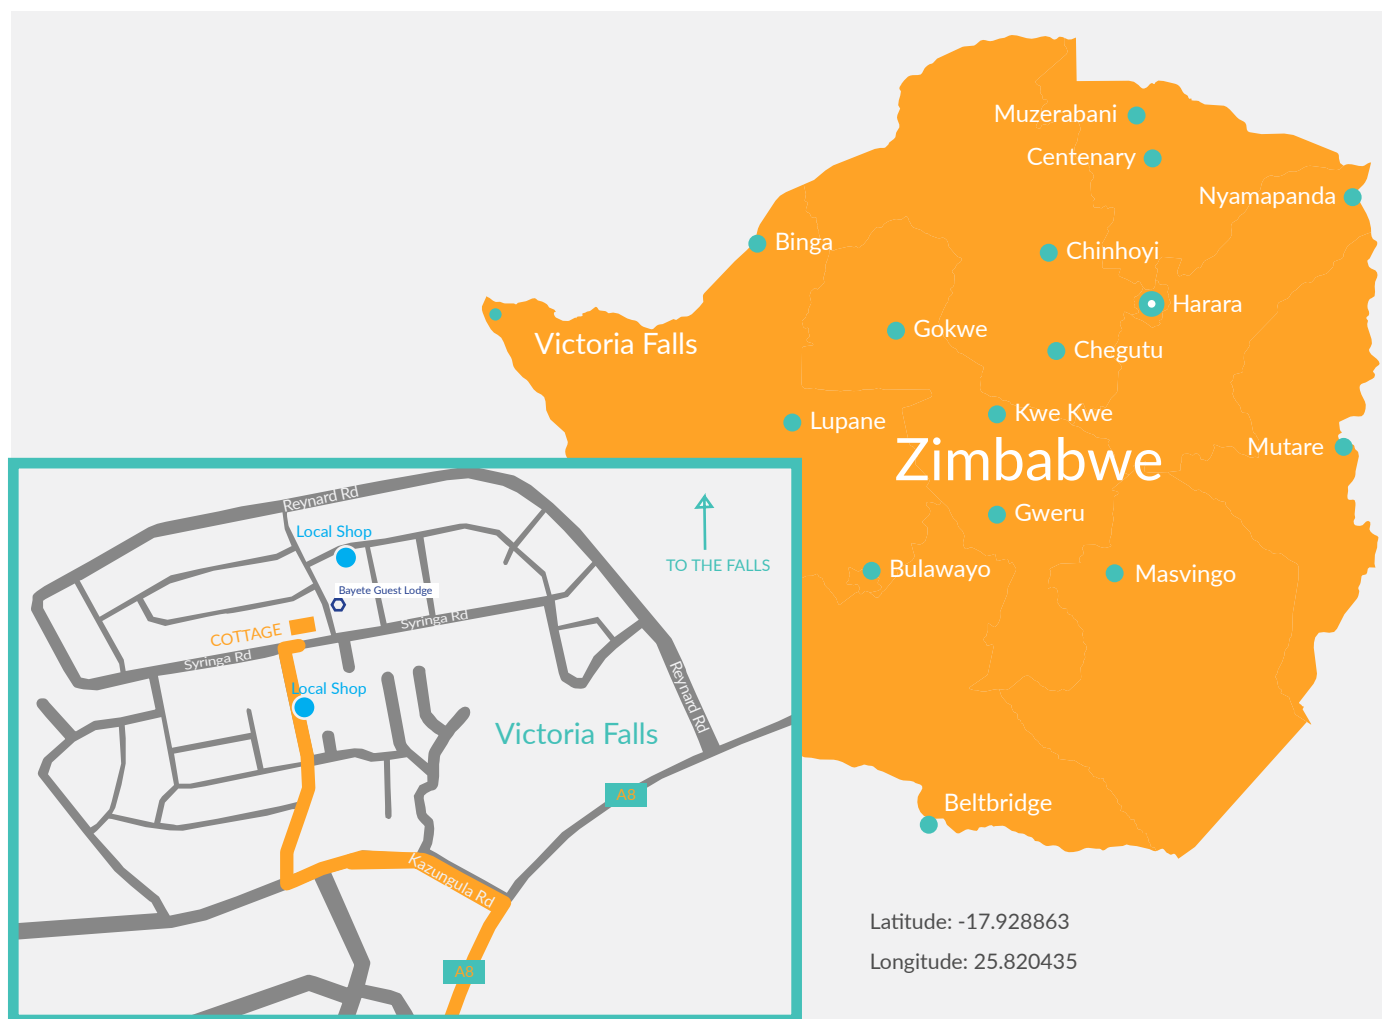 Muzerabani
Centenary
Nyamapanda
Binga
Chinhoyi
Harara
Gokwe
Victoria Falls
Chegutu
Kwe Kwe
Lupane
Zimbabwe
Mutare
Gweru
Bulawayo
Masvingo
Beltbridge
Latitude: -17.928863
Longitude: 25.820435
Reynard Rd
Local Shop
TO THE FALLS
Bayete Guest Lodge
Syringa Rd
COTTAGE
Syringa Rd
Local Shop
Reynard Rd
Victoria Falls
A8
Kazungula Rd
A8